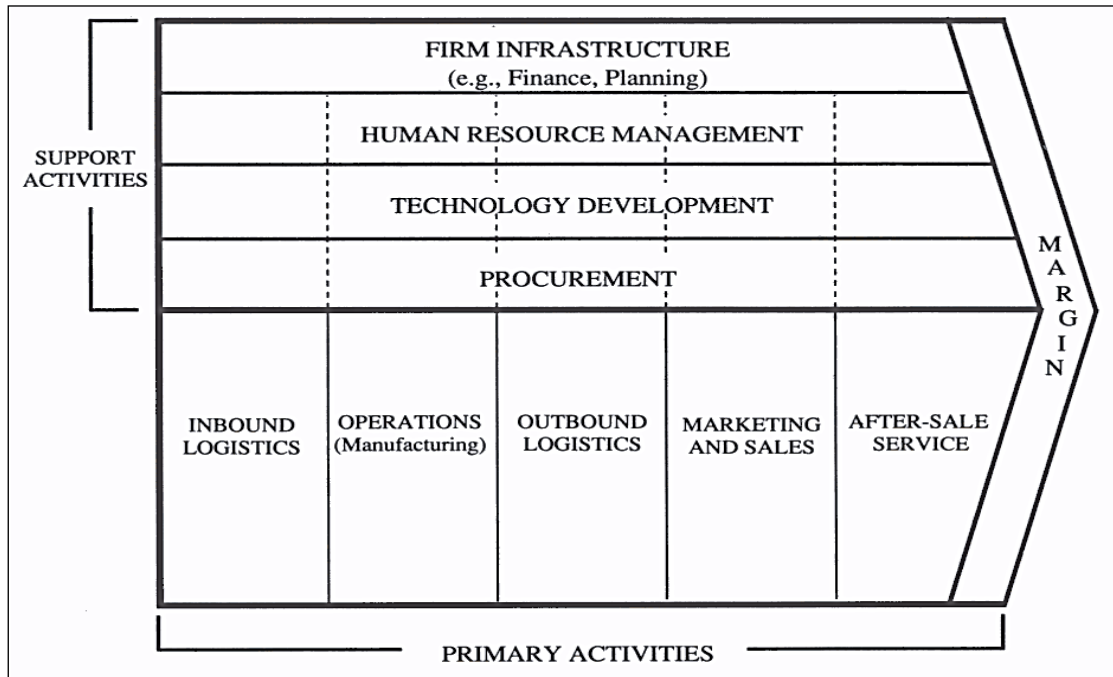 FIRM INFRASTRUCTURE
(e.g., Finance, Planning)
HUMAN RESOURCE MANAGEMENT
SUPPORT
ACTIVITIES
TECHNOLOGY DEVELOPMENT
PROCUREMENT
MARGIN
INBOUND
LOGISTICS
OPERATIONS
(Manufacturing)
OUTBOUND
LOGISTICS
MARKETING
AND SALES
AFTER-SALE
SERVICE
PRIMARY ACTIVITIES